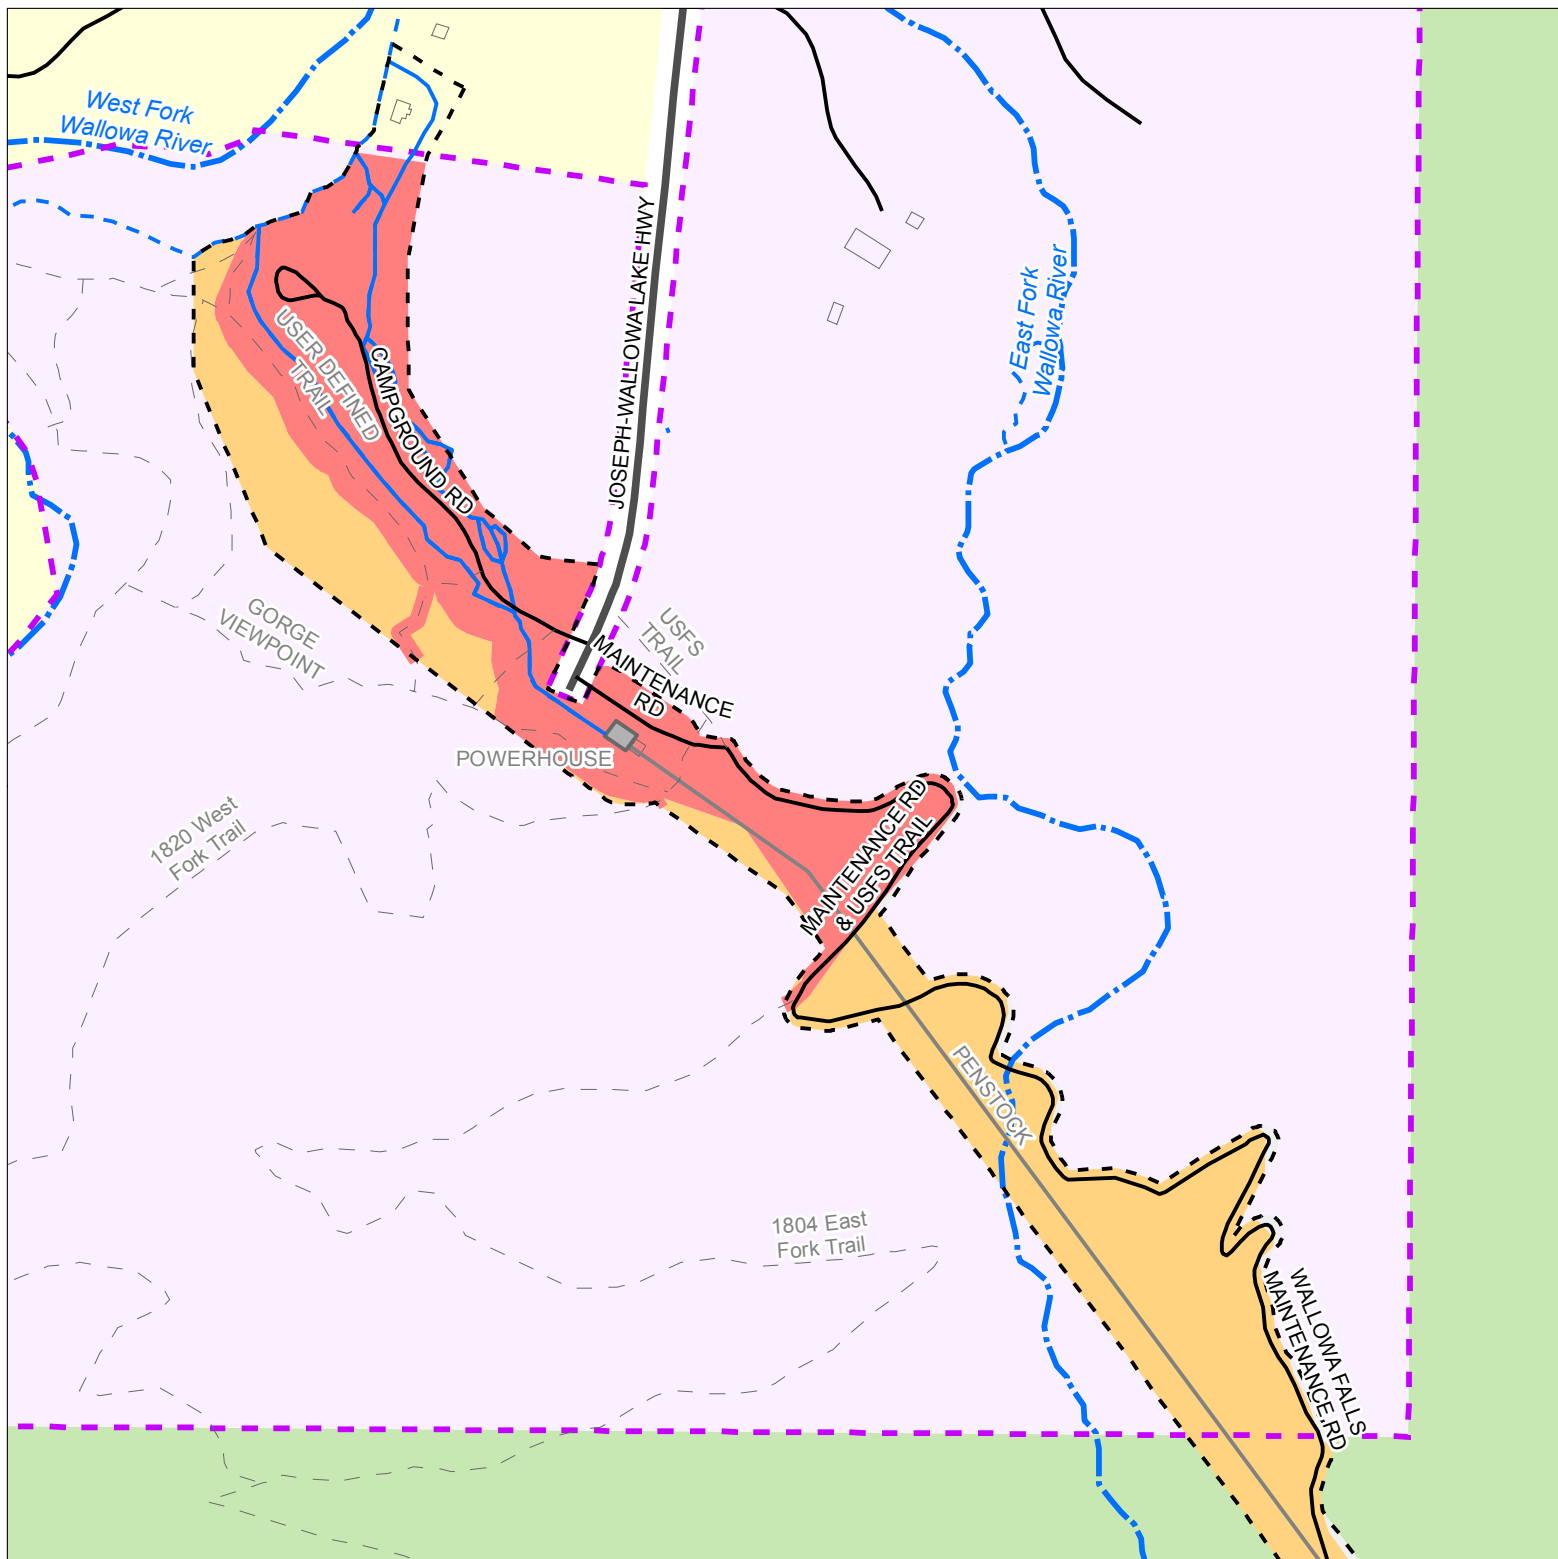 West Fork
Wallowa River
JOSEPH-WALLOWA LAKE HWY
East Fork
Wallowa River
USER DEFINED
TRAIL
CAMPGROUND RD
GORGE
VIEWPOINT
USFS
TRAIL
MAINTENANCE
RD
POWERHOUSE
1820 West
Fork Trail
MAINTENANCE RD
& USFS TRAIL
PENSTOCK
1804 East
Fork Trail
WALLOWA FALLS
MAINTENANCE RD